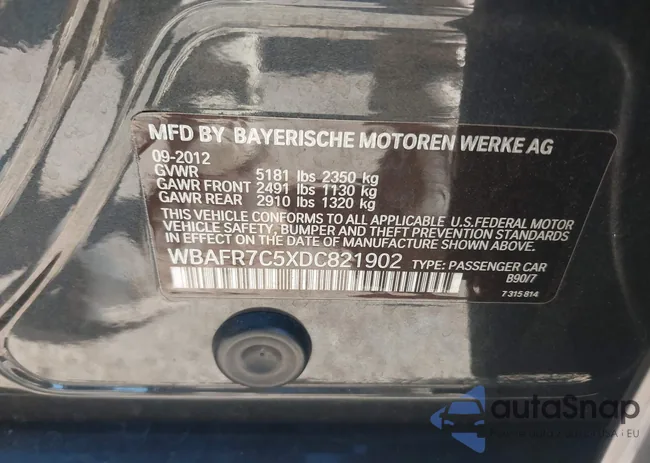 MFD BY BAYERISCHE MOTOREN WERKE AG
09-2012
GVWR 5181 lbs 2350 kg
GAWR FRONT 2491 lbs 1130 kg
GAWR REAR 2910 lbs 1320 kg
THIS VEHICLE CONFORMS TO ALL APPLICABLE U.S.FEDERAL MOTOR
VEHICLE SAFETY, BUMPER AND THEFT PREVENTION STANDARDS
IN EFFECT ON THE DATE OF MANUFACTURE SHOWN ABOVE.
WBAFR7C5XDC821902 TYPE: PASSENGER CAR
B90/7
7315814
autoSnap
EU